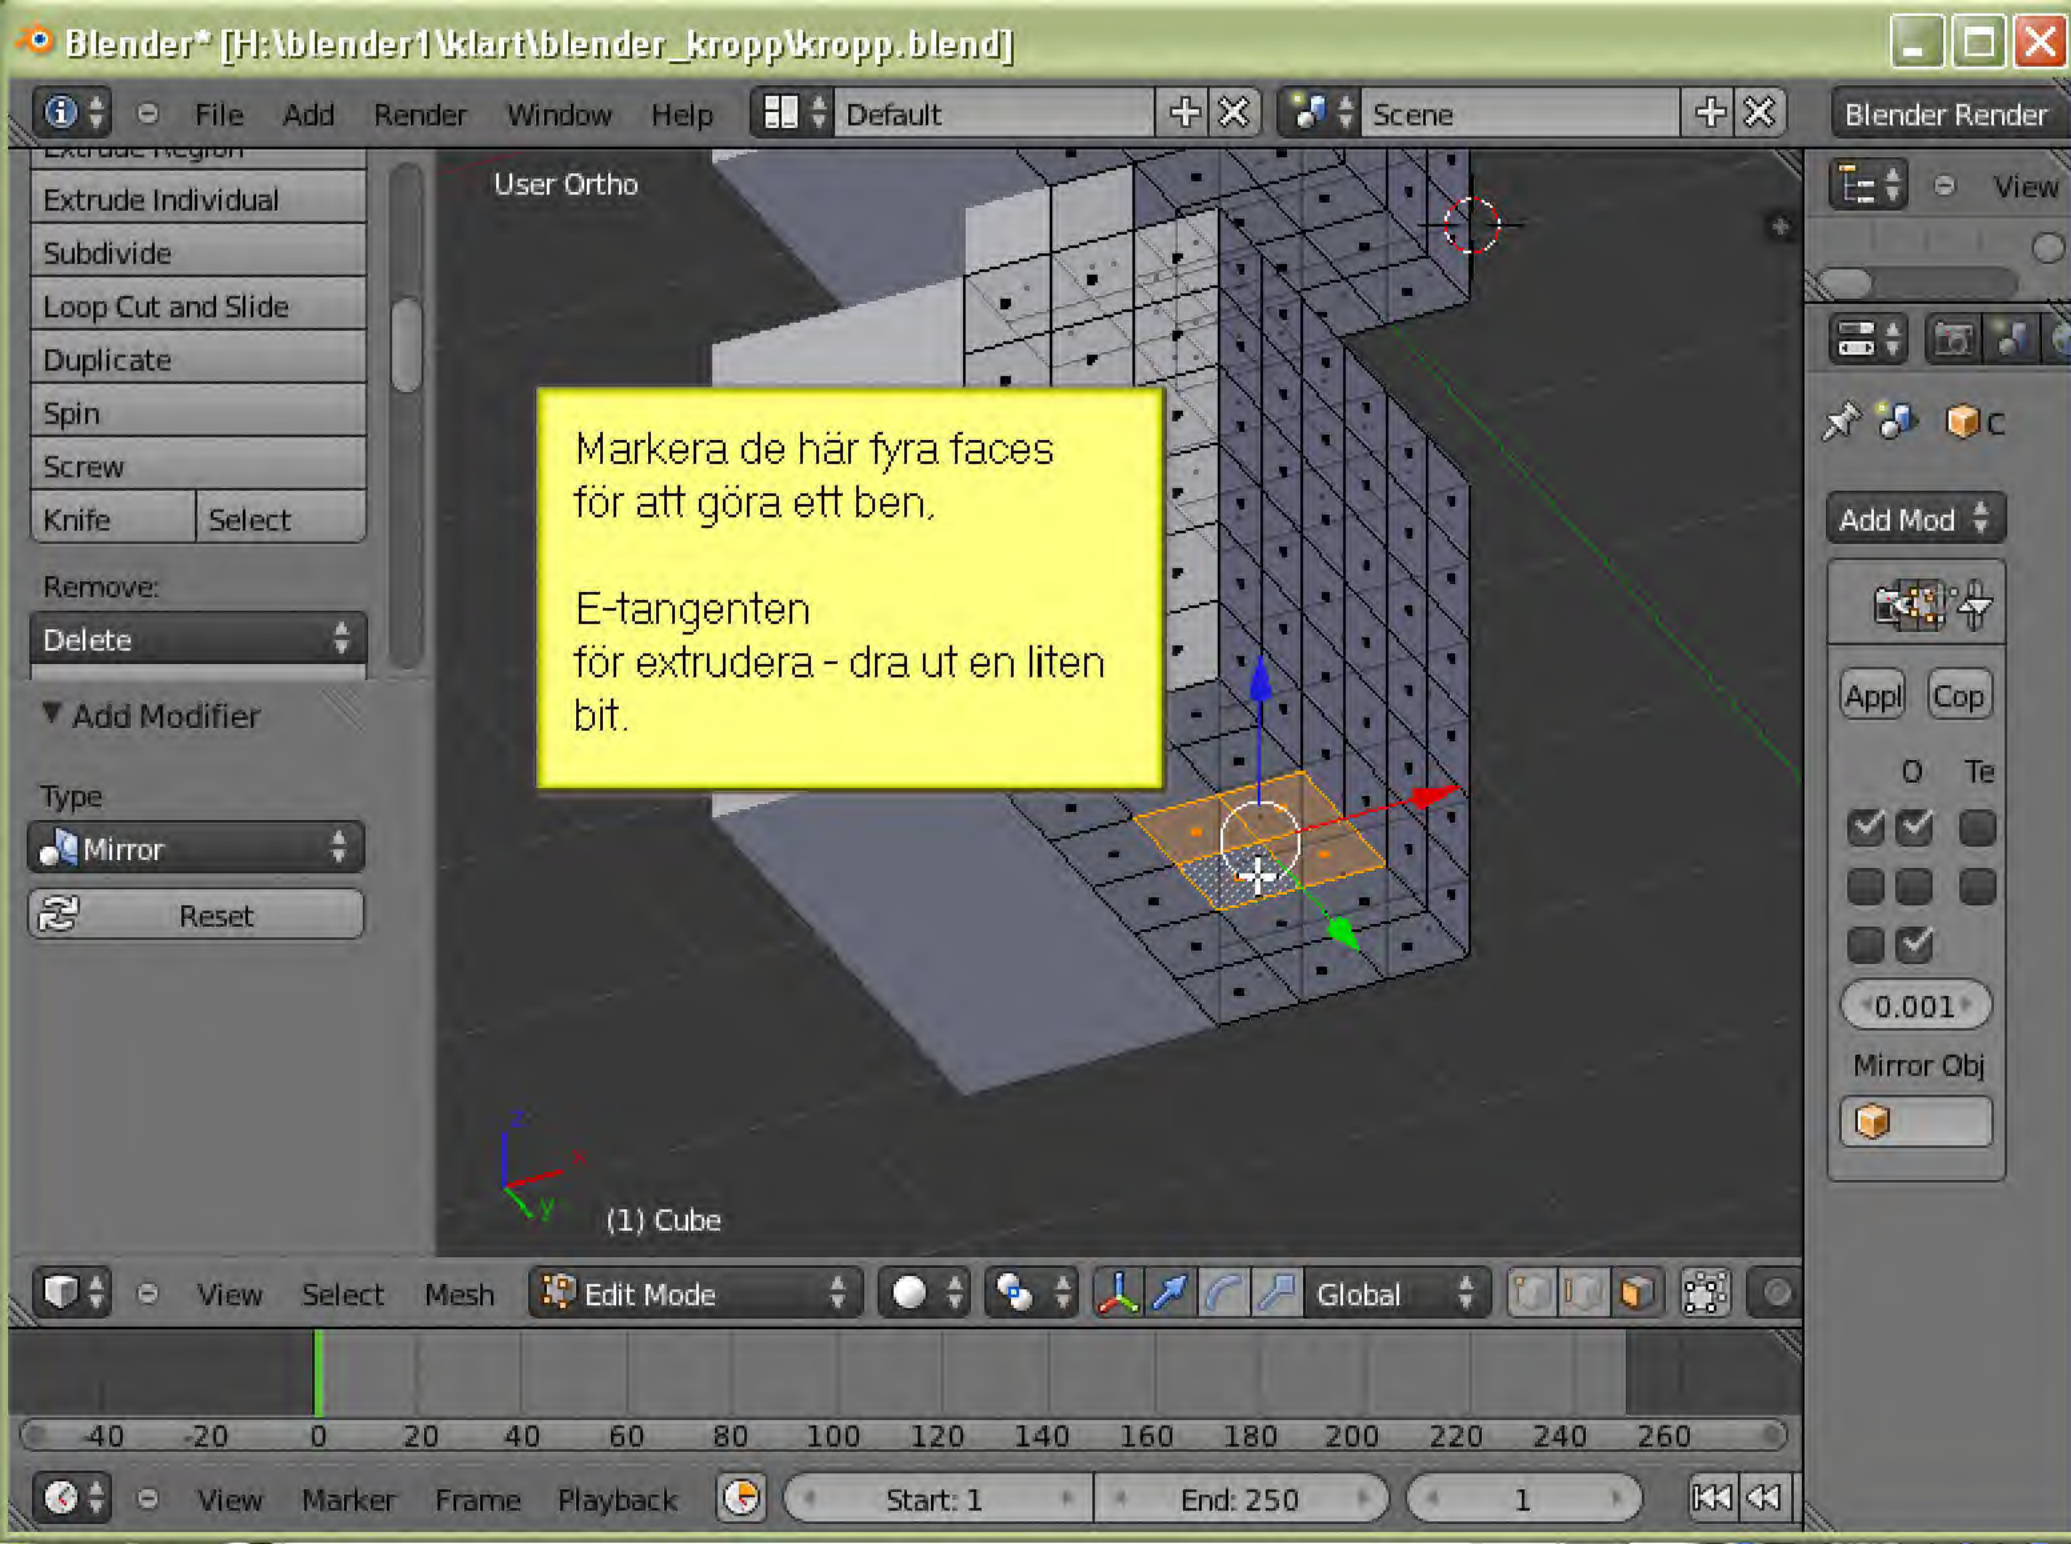 Blender* [H:\blender1\klart\blender_kropp\kropp.blend]
File Add Render Window Help Default Scene Blender Render
Extrude Region
Extrude Individual
Subdivide
Loop Cut and Slide
Duplicate
Spin
Screw
Knife Select
Remove:
Delete
Add Modifier
Type
Mirror
Reset
User Ortho
Markera de här fyra faces
för att göra ett ben,
E-tangenten
för extrudera - dra ut en liten
bit.
z
x
y
(1) Cube
View
C
Add Mod
Appl Cop
O Te
0.001
Mirror Obj
View Select Mesh Edit Mode Global
-40 -20 0 20 40 60 80 100 120 140 160 180 200 220 240 260
View Marker Frame Playback Start: 1 End: 250 1